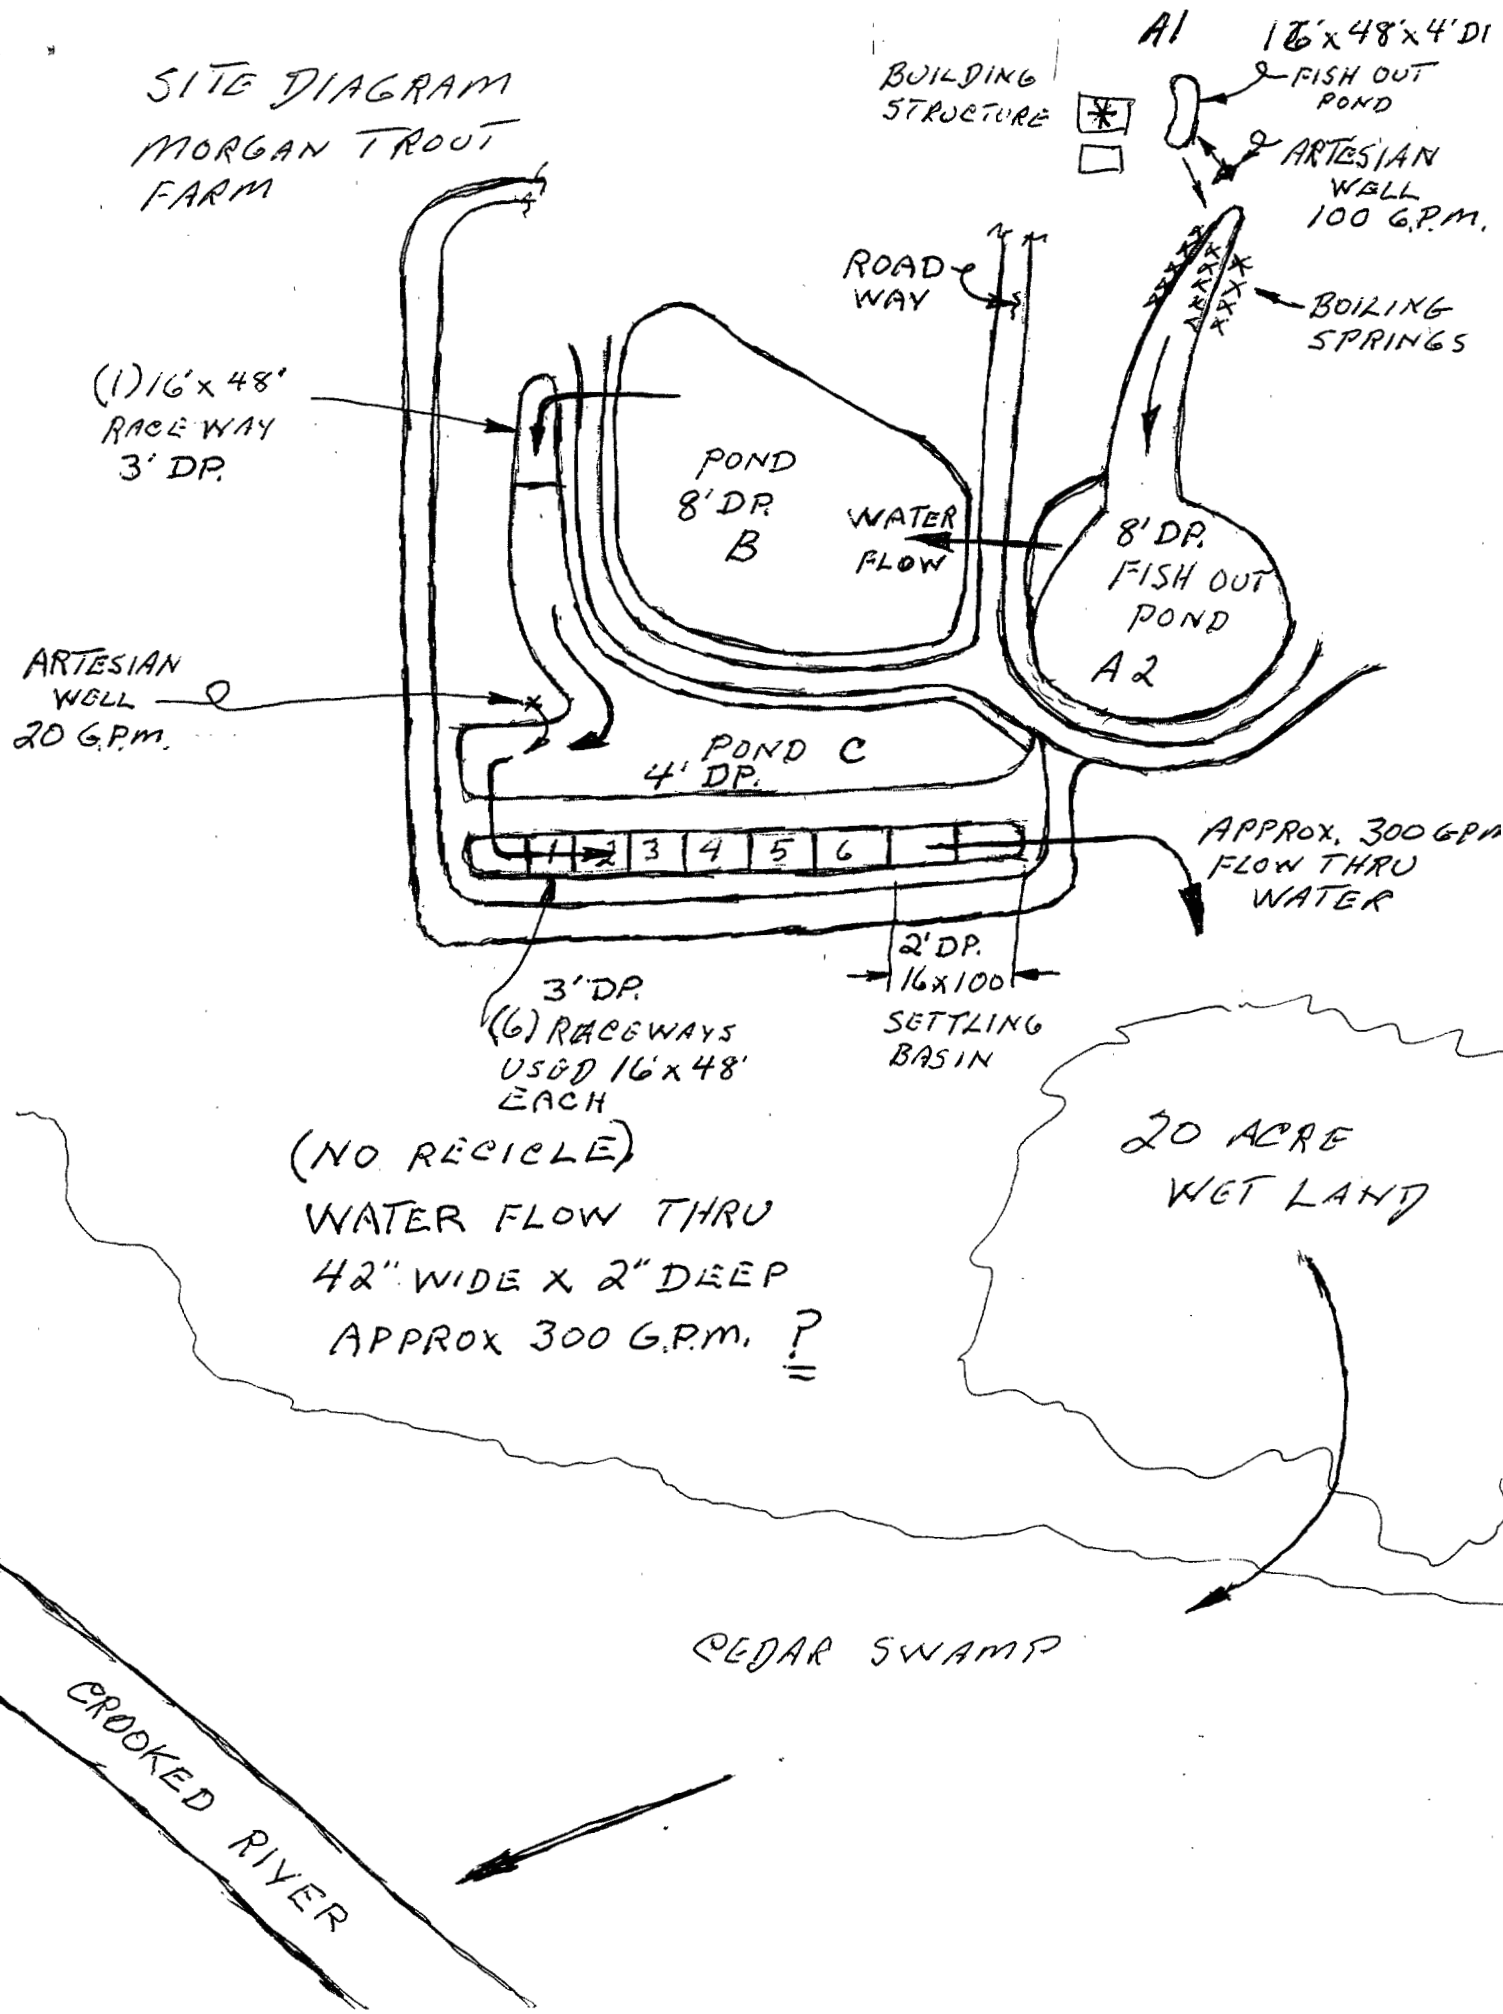 SITE DIAGRAM
MORGAN TROUT
FARM
A1
16'x48'x4'
FISH OUT
POND
BUILDING
STRUCTURE
ARTESIAN
WELL
100 G.P.M.
ROAD
WAY
BOILING
SPRINGS
(1) 16'x48'
RACE WAY
3' DP.
POND
8' DP.
B
WATER
FLOW
8' DP.
FISH OUT
POND
A2
ARTESIAN
WELL
20 G.P.M.
POND C
4' DP.
1 2 3 4 5 6
APPROX. 300 GPM
FLOW THRU
WATER
2' DP.
16x100
SETTLING
BASIN
3' DP.
(6) RACEWAYS
USED 16'x48'
EACH
(NO RECICLE)
WATER FLOW THRU
42" WIDE X 2" DEEP
APPROX 300 G.P.M. ?
20 ACRE
WET LAND
CEDAR SWAMP
CROOKED RIVER